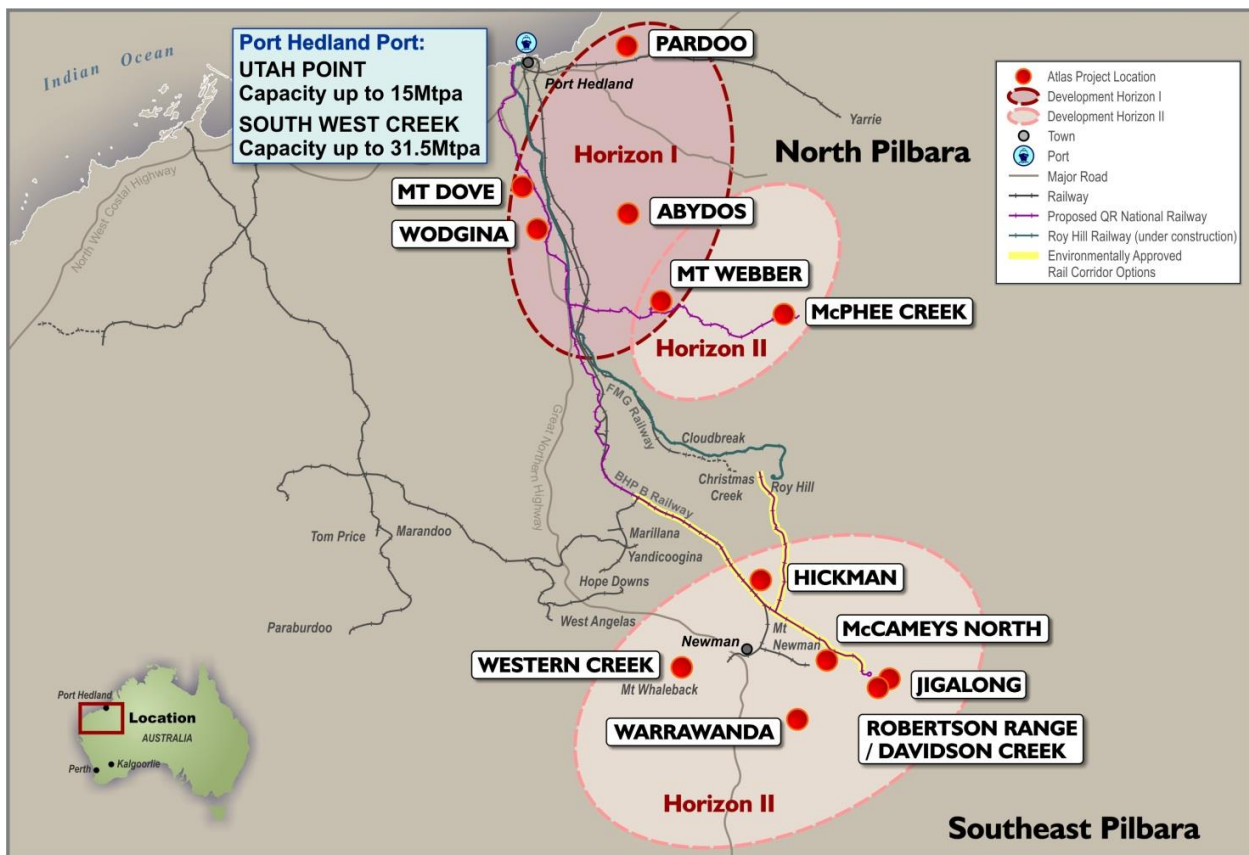 Indian Ocean
Port Hedland Port:
UTAH POINT
Capacity up to 15Mtpa
SOUTH WEST CREEK
Capacity up to 31.5Mtpa
Port Hedland
PARDOO
Yarrie
North Pilbara
Horizon I
MT DOVE
WODGINA
ABYDOS
MT WEBBER
McPHEE CREEK
Horizon II
North West Costal Highway
Great Northern Highway
FMG Railway
Cloudbreak
Christmas
Creek
Roy Hill
BHP B Railway
Tom Price
Marandoo
Marillana
Yandicoogina
Hope Downs
West Angelas
Paraburdoo
HICKMAN
Newman
Mt
Newman
McCAMEYS NORTH
WESTERN CREEK
Mt Whaleback
JIGALONG
WARRAWANDA
ROBERTSON RANGE
/ DAVIDSON CREEK
Horizon II
Southeast Pilbara
Atlas Project Location
Development Horizon I
Development Horizon II
Town
Port
Major Road
Railway
Proposed QR National Railway
Roy Hill Railway (under construction)
Environmentally Approved
Rail Corridor Options
Port Hedland
Location
AUSTRALIA
Kalgoorlie
Perth